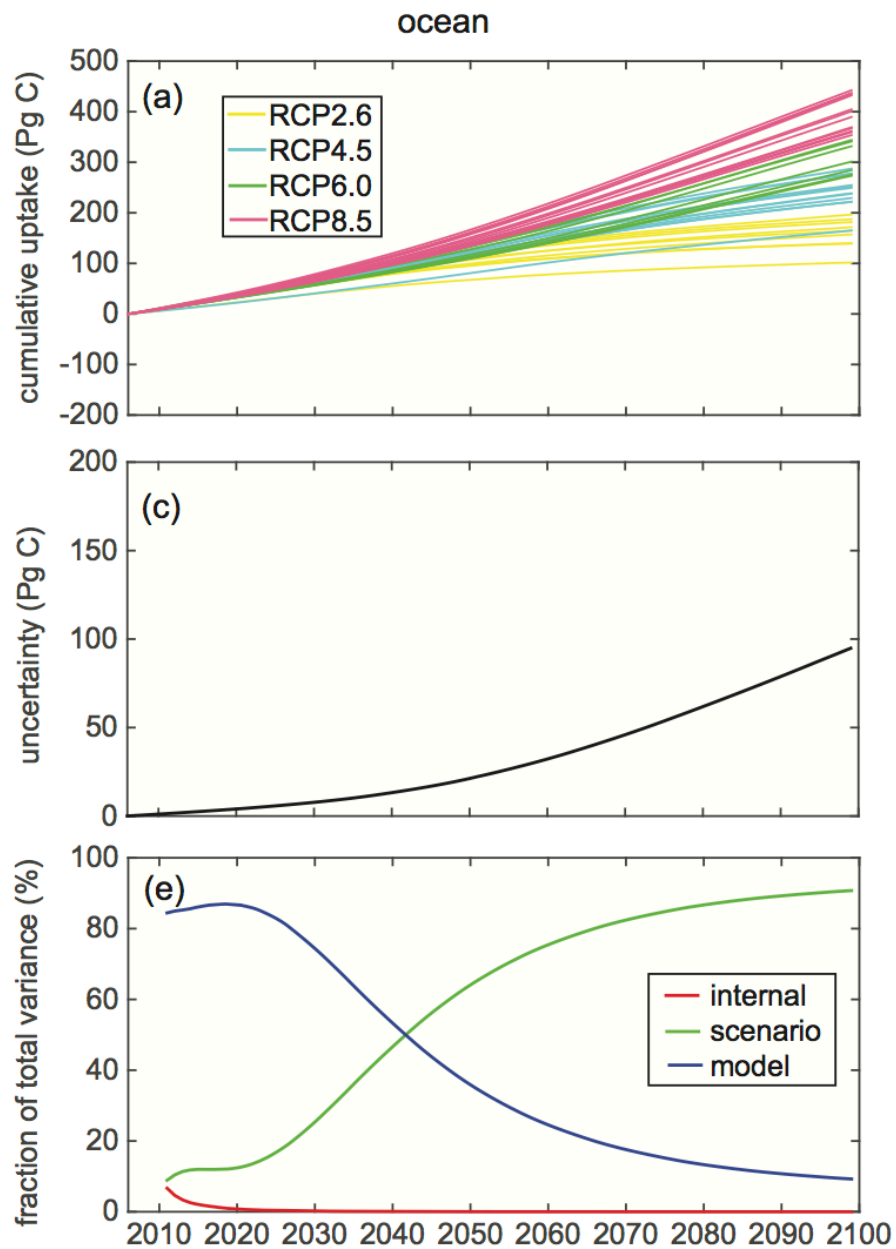 ocean
cumulative uptake (Pg C)
500
400
300
200
100
0
-100
-200
(a)
RCP2.6
RCP4.5
RCP6.0
RCP8.5
uncertainty (Pg C)
200
150
100
50
0
(c)
fraction of total variance (%)
100
80
60
40
20
0
(e)
internal
scenario
model
2010 2020 2030 2040 2050 2060 2070 2080 2090 2100